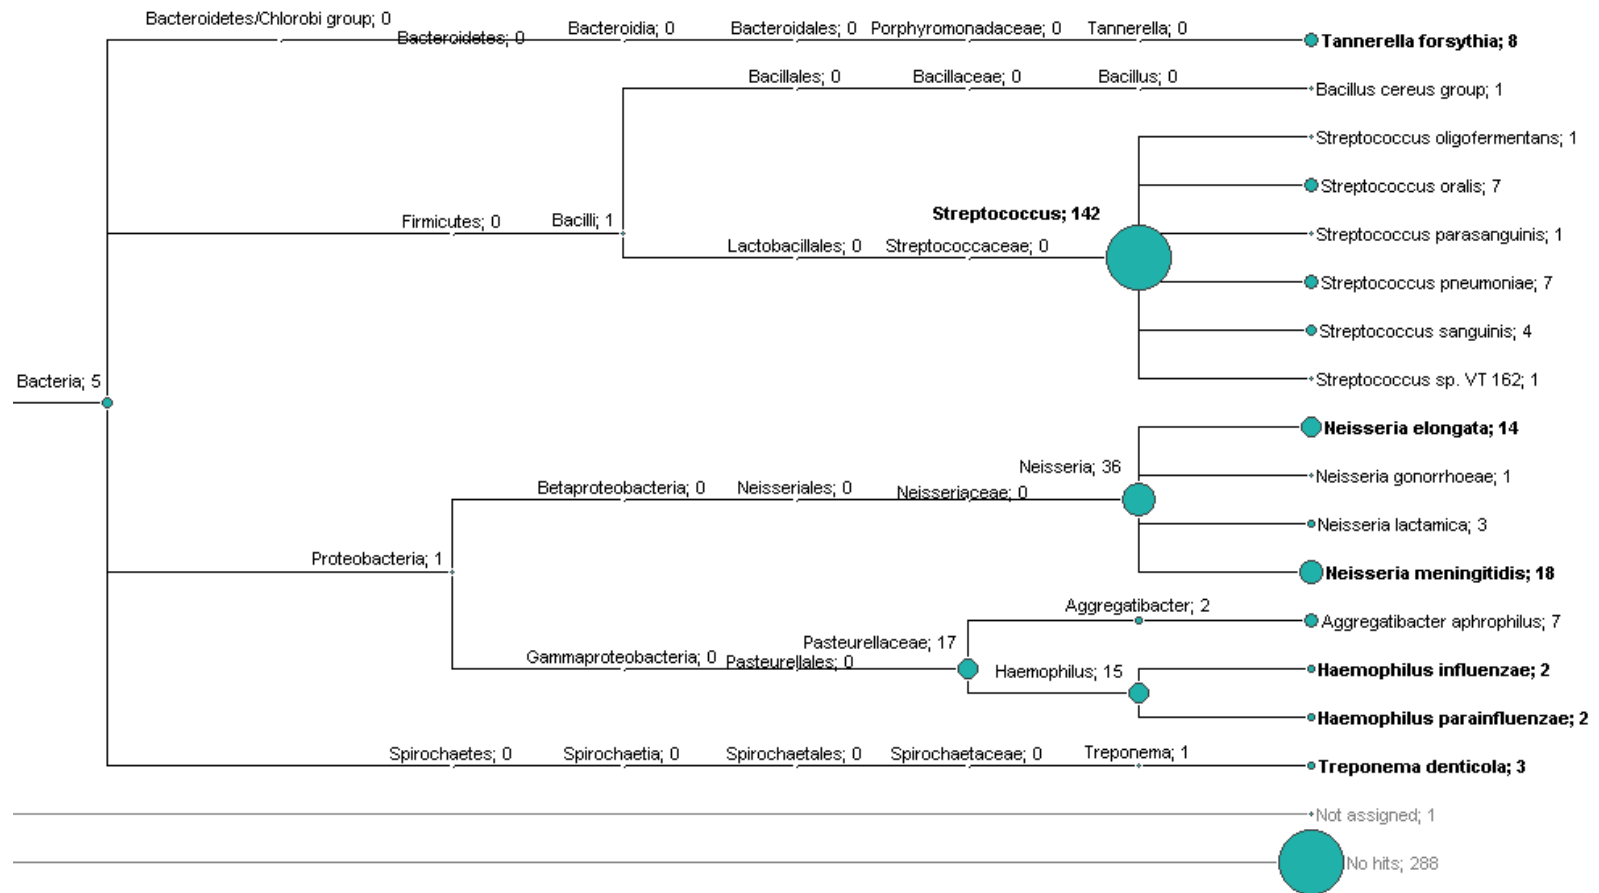 Bacteroidetes/Chlorobi group; 0
Bacteroidetes; 0
Bacteroidia; 0
Bacteroidales; 0
Porphyromonadaceae; 0
Tannerella; 0
Tannerella forsythia; 8
Bacillales; 0
Bacillaceae; 0
Bacillus; 0
Bacillus cereus group; 1
Streptococcus oligofermentans; 1
Streptococcus oralis; 7
Firmicutes; 0
Bacilli; 1
Streptococcus; 142
Streptococcus parasanguinis; 1
Lactobacillales; 0
Streptococcaceae; 0
Streptococcus pneumoniae; 7
Streptococcus sanguinis; 4
Streptococcus sp. VT 162; 1
Bacteria; 5
Neisseria elongata; 14
Neisseria; 36
Neisseria gonorrhoeae; 1
Betaproteobacteria; 0
Neisseriales; 0
Neisseriaceae; 0
Neisseria lactamica; 3
Proteobacteria; 1
Neisseria meningitidis; 18
Aggregatibacter; 2
Aggregatibacter aphrophilus; 7
Pasteurellaceae; 17
Gammaproteobacteria; 0
Pasteurellales; 0
Haemophilus; 15
Haemophilus influenzae; 2
Haemophilus parainfluenzae; 2
Spirochaetes; 0
Spirochaetia; 0
Spirochaetales; 0
Spirochaetaceae; 0
Treponema; 1
Treponema denticola; 3
Not assigned; 1
No hits; 288